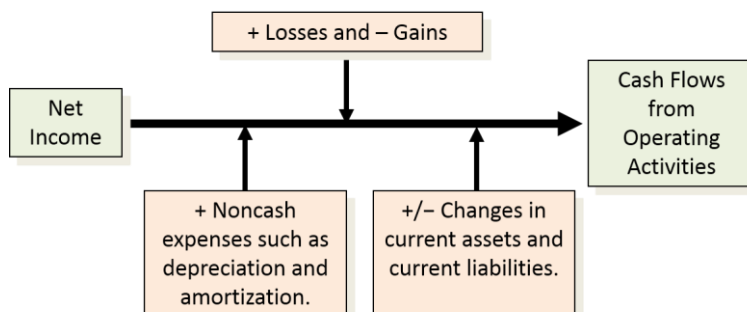 + Losses and – Gains
Net
Income
Cash Flows
from
Operating
Activities
+ Noncash
expenses such as
depreciation and
amortization.
+/– Changes in
current assets and
current liabilities.